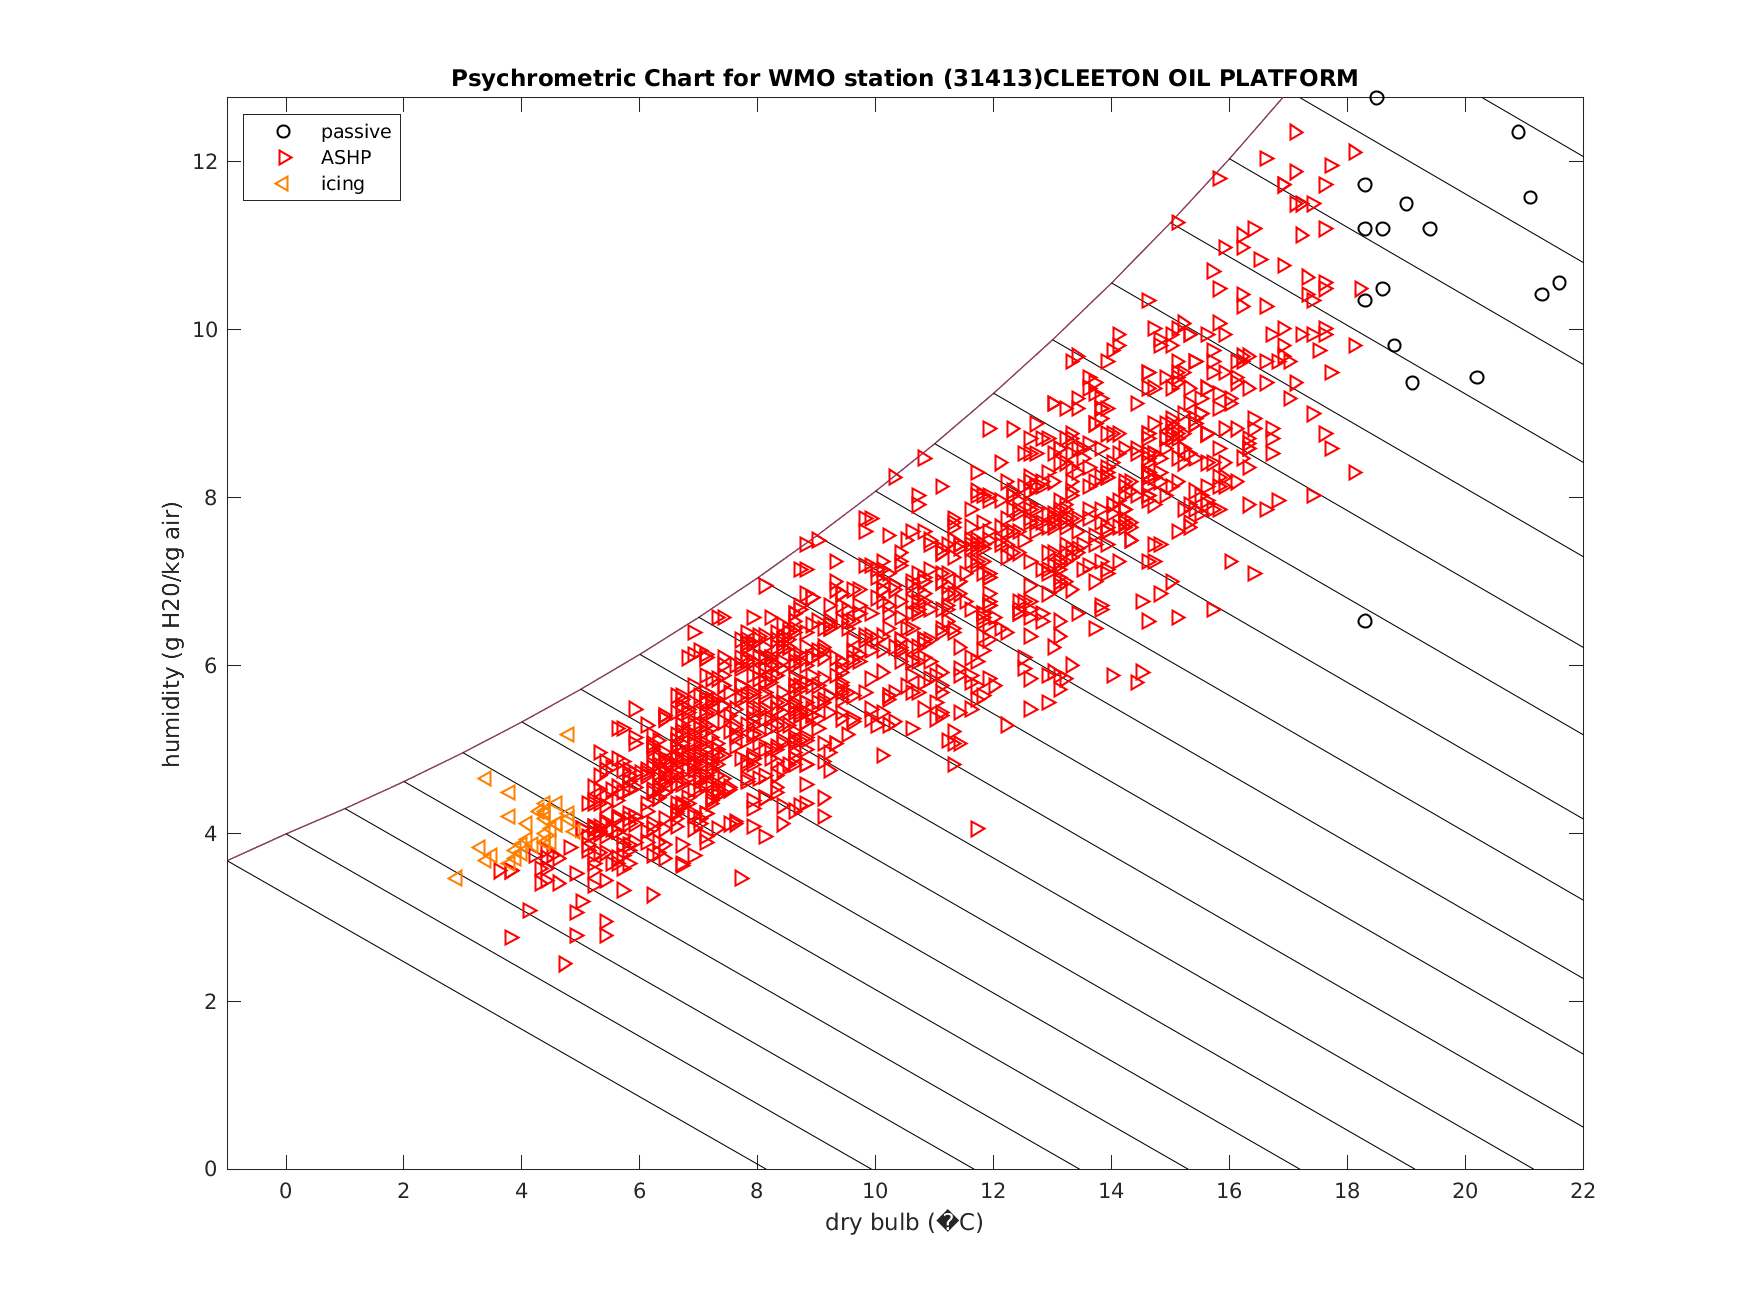 Psychrometric Chart for WMO station (31413)CLEETON OIL PLATFORM
passive
ASHP
icing
humidity (g H20/kg air)
12
10
8
6
4
2
0
0 2 4 6 8 10 12 14 16 18 20 22
dry bulb (�C)